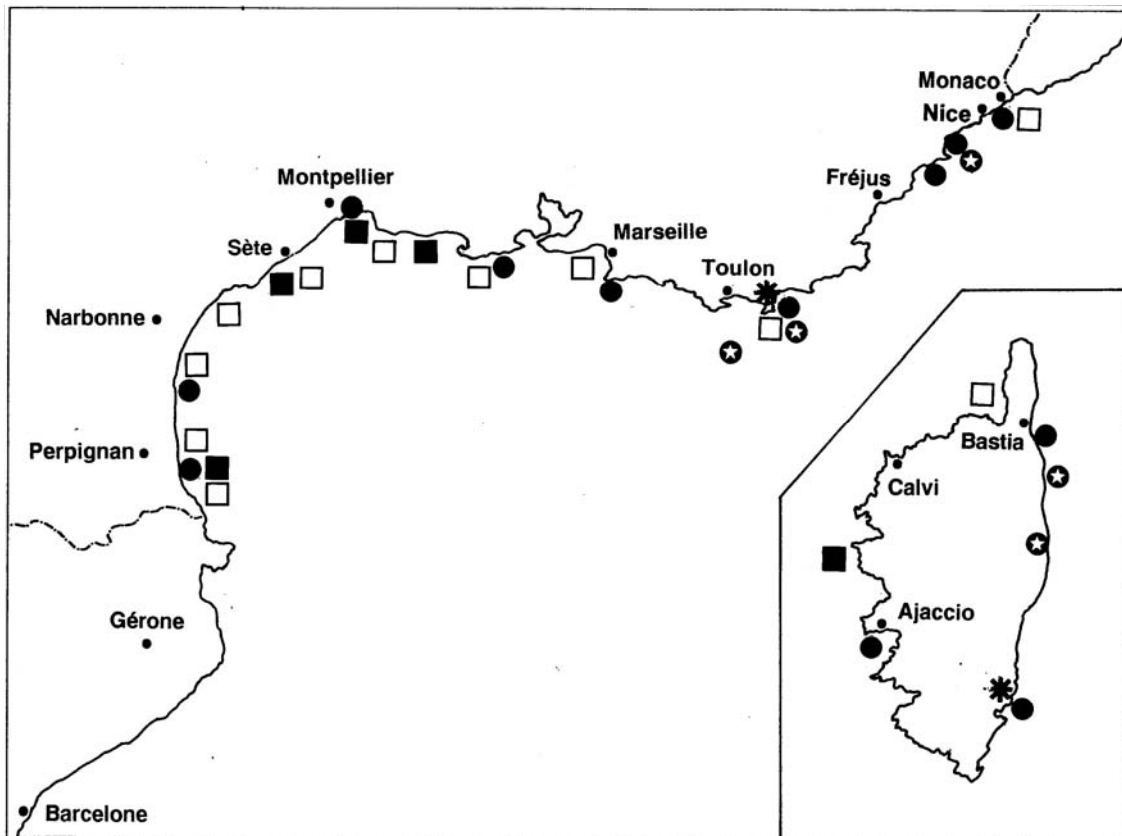 Monaco
Nice
Montpellier
Fréjus
Sète
Marseille
Toulon
Narbonne
Bastia
Perpignan
Calvi
Ajaccio
Gérone
Barcelone